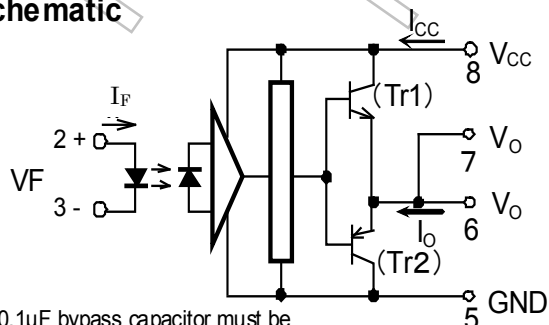 chematic
I_CC
V_CC
8
(Tr1)
I_F
2 +
V_O
7
VF
3 -
V_O
6
I_O
(Tr2)
GND
5
0.1uF bypass capacitor must be